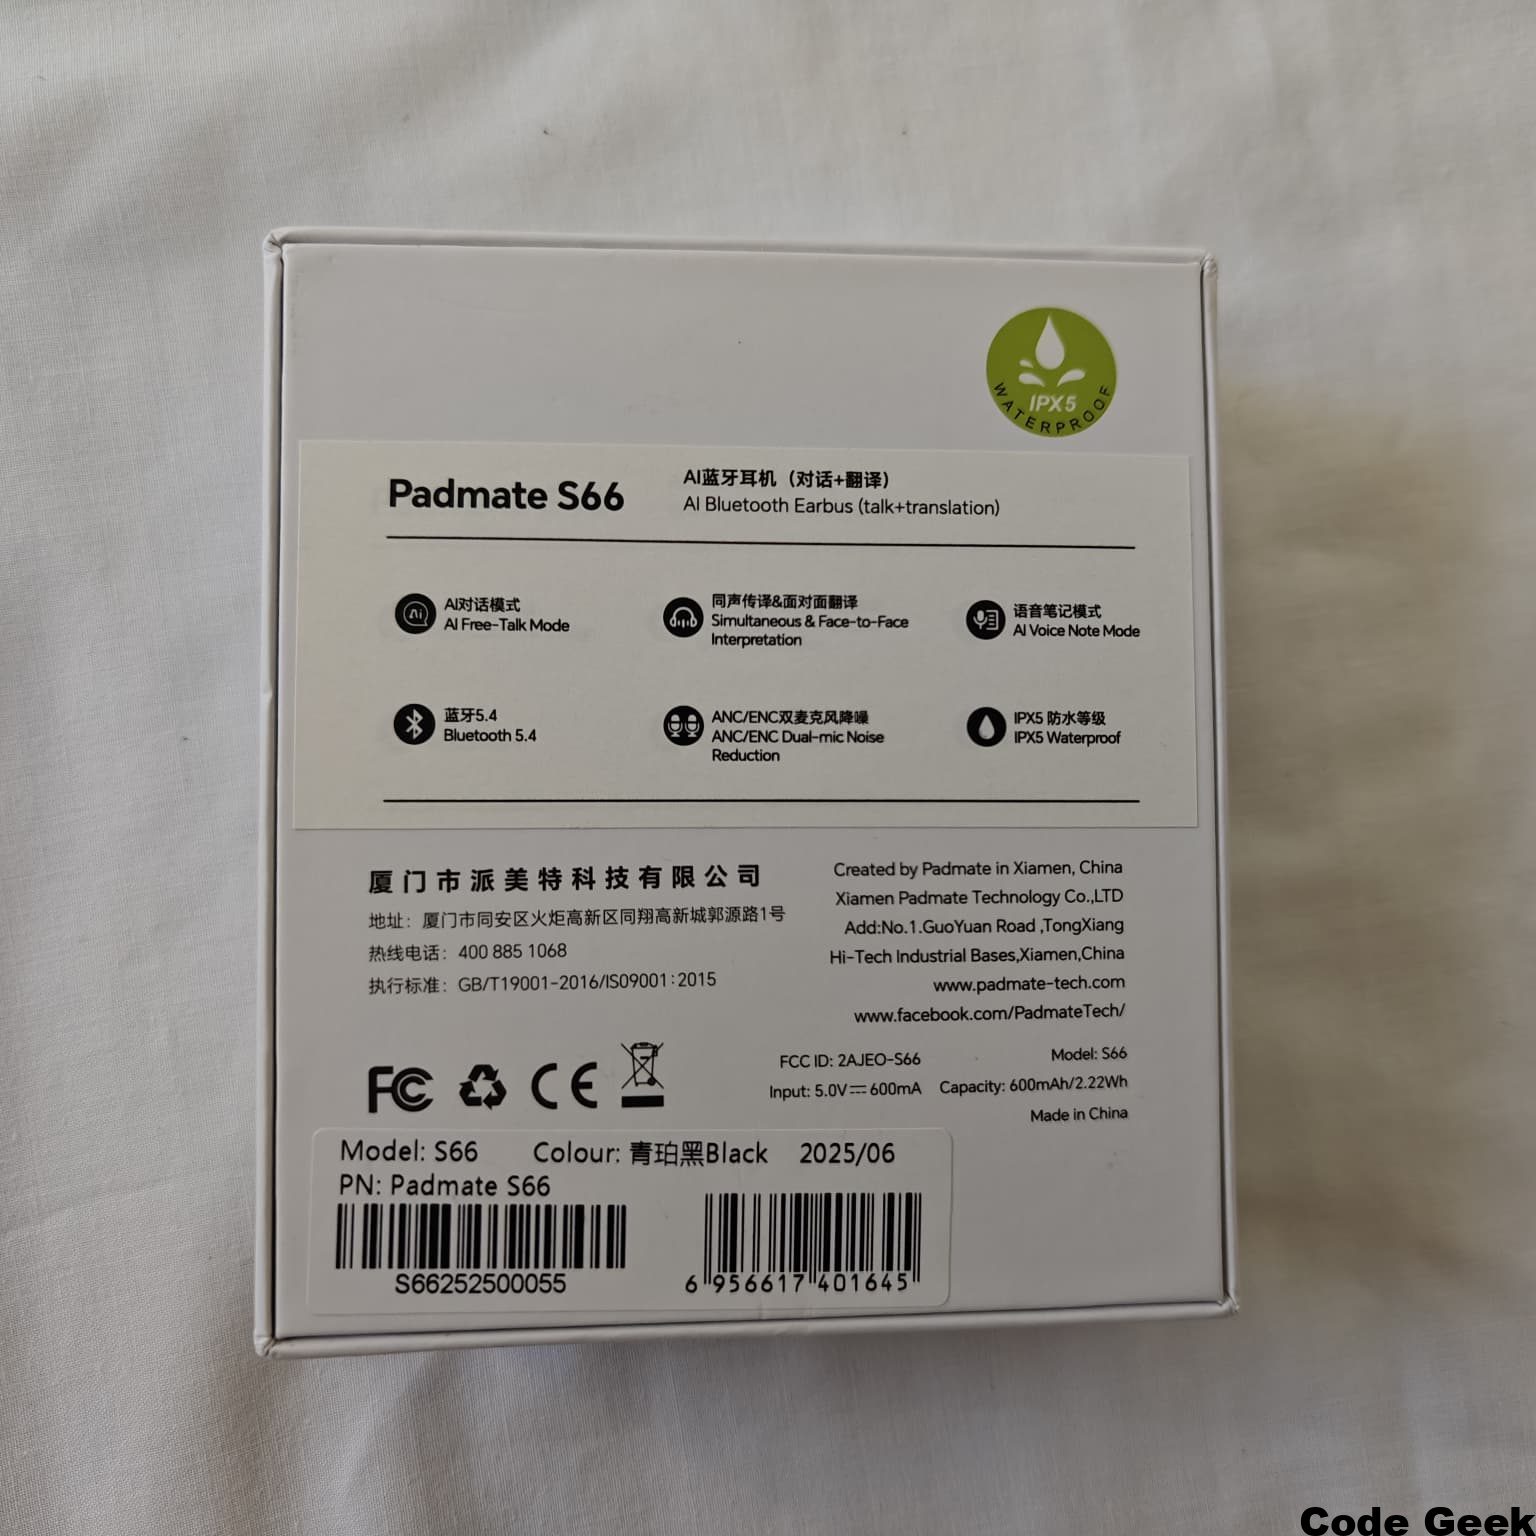 IPX5
WATERPROOF
Padmate S66
AI蓝牙耳机（对话+翻译）
AI Bluetooth Earbus (talk+translation)
Ai
AI对话模式
AI Free-Talk Mode
同声传译&面对面翻译
Simultaneous & Face-to-Face
Interpretation
语音笔记模式
AI Voice Note Mode
蓝牙5.4
Bluetooth 5.4
ANC/ENC双麦克风降噪
ANC/ENC Dual-mic Noise
Reduction
IPX5 防水等级
IPX5 Waterproof
厦门市派美特科技有限公司
地址：厦门市同安区火炬高新区同翔高新城郭源路1号
热线电话：400 885 1068
执行标准：GB/T19001-2016/IS09001:2015
Created by Padmate in Xiamen, China
Xiamen Padmate Technology Co.,LTD
Add:No.1.GuoYuan Road ,TongXiang
Hi-Tech Industrial Bases,Xiamen,China
www.padmate-tech.com
www.facebook.com/PadmateTech/
FC CE
FCC ID: 2AJEO-S66
Model: S66
Input: 5.0V⎓600mA
Capacity: 600mAh/2.22Wh
Made in China
Model: S66 Colour: 青珀黑Black 2025/06
PN: Padmate S66
S66252500055
6 956617 401645
Code Geek